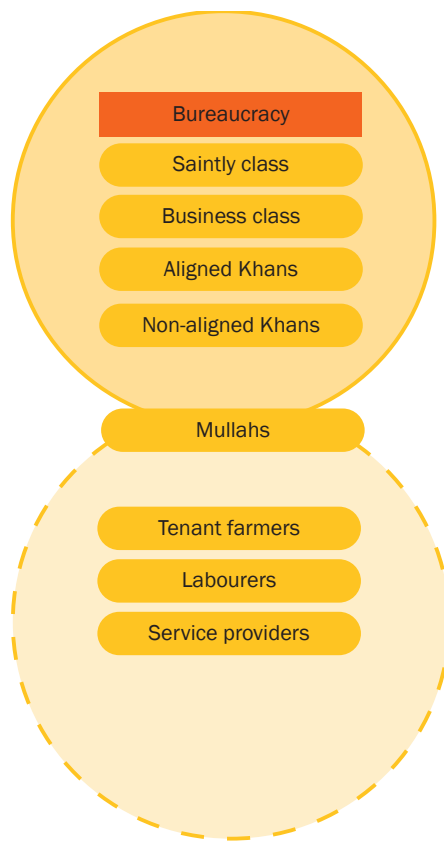 Bureaucracy
Saintly class
Business class
Aligned Khans
Non-aligned Khans
Mullahs
Tenant farmers
Labourers
Service providers